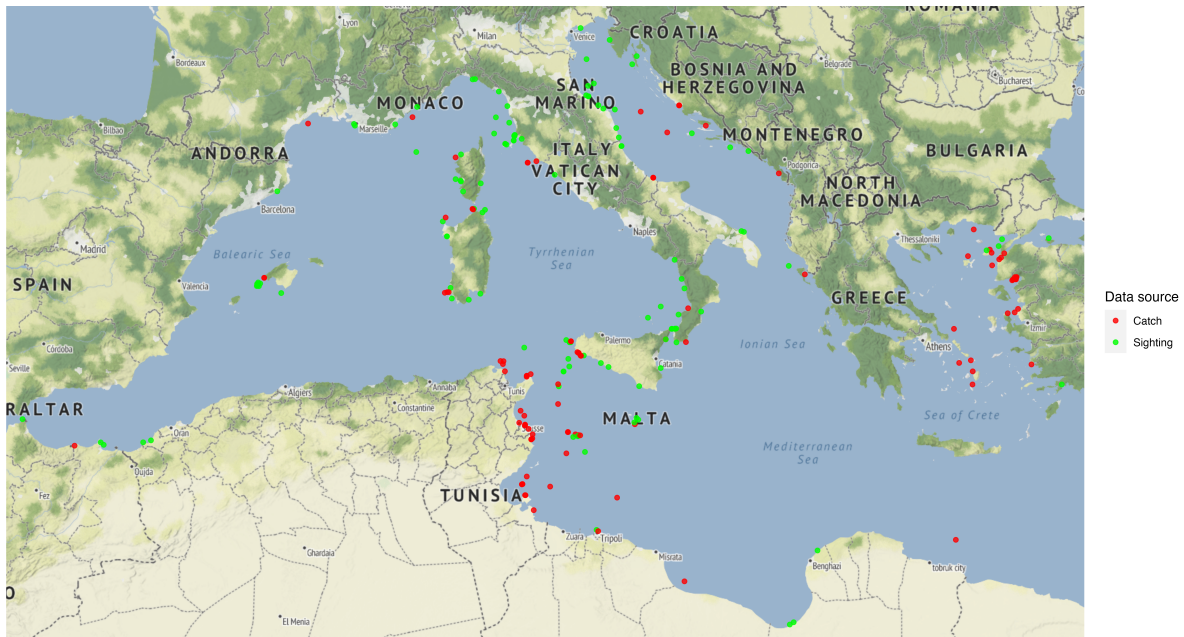 ROMANIA
Lyon
Milan
Venice
CROATIA
Bordeaux
Belgrade
BOSNIA AND
HERZEGOVINA
Bucharest
Co
MONACO
SAN
MARINO
Bilbao
Marseille
MONTENEGRO
ANDORRA
ITALY
BULGARIA
Podgorica
VATICAN
CITY
NORTH
MACEDONIA
Barcelona
Naples
Thessaloniki
Madrid
Balearic Sea
Tyrrhenian
Sea
SPAIN
Valencia
GREECE
Data source
Catch
Sighting
Izmir
Córdoba
Palermo
Ionian Sea
Athens
Seville
Catania
Annaba
Tunis
Algiers
Constantine
RALTAR
Sea of Crete
MALTA
Oran
Mediterranean
Sea
Oujda
Fez
TUNISIA
Zuara
Tripoli
Ghardaia
Misrata
Benghazi
tobruk city
O
El Menia